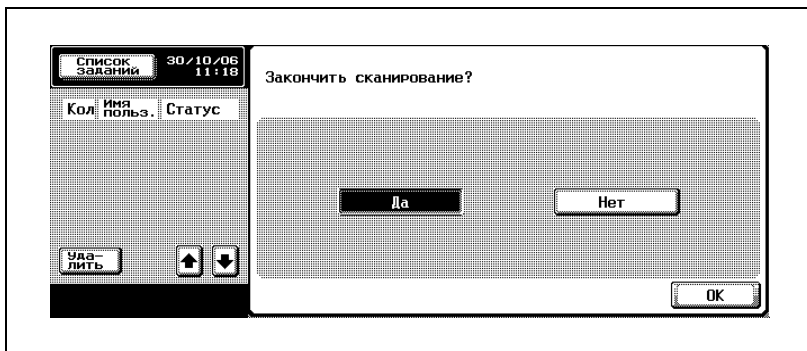 Список
заданий
30/10/06
11:18
Кол Имя
польз. Статус
Уда-
лить
Закончить сканирование?
Да
Нет
OK